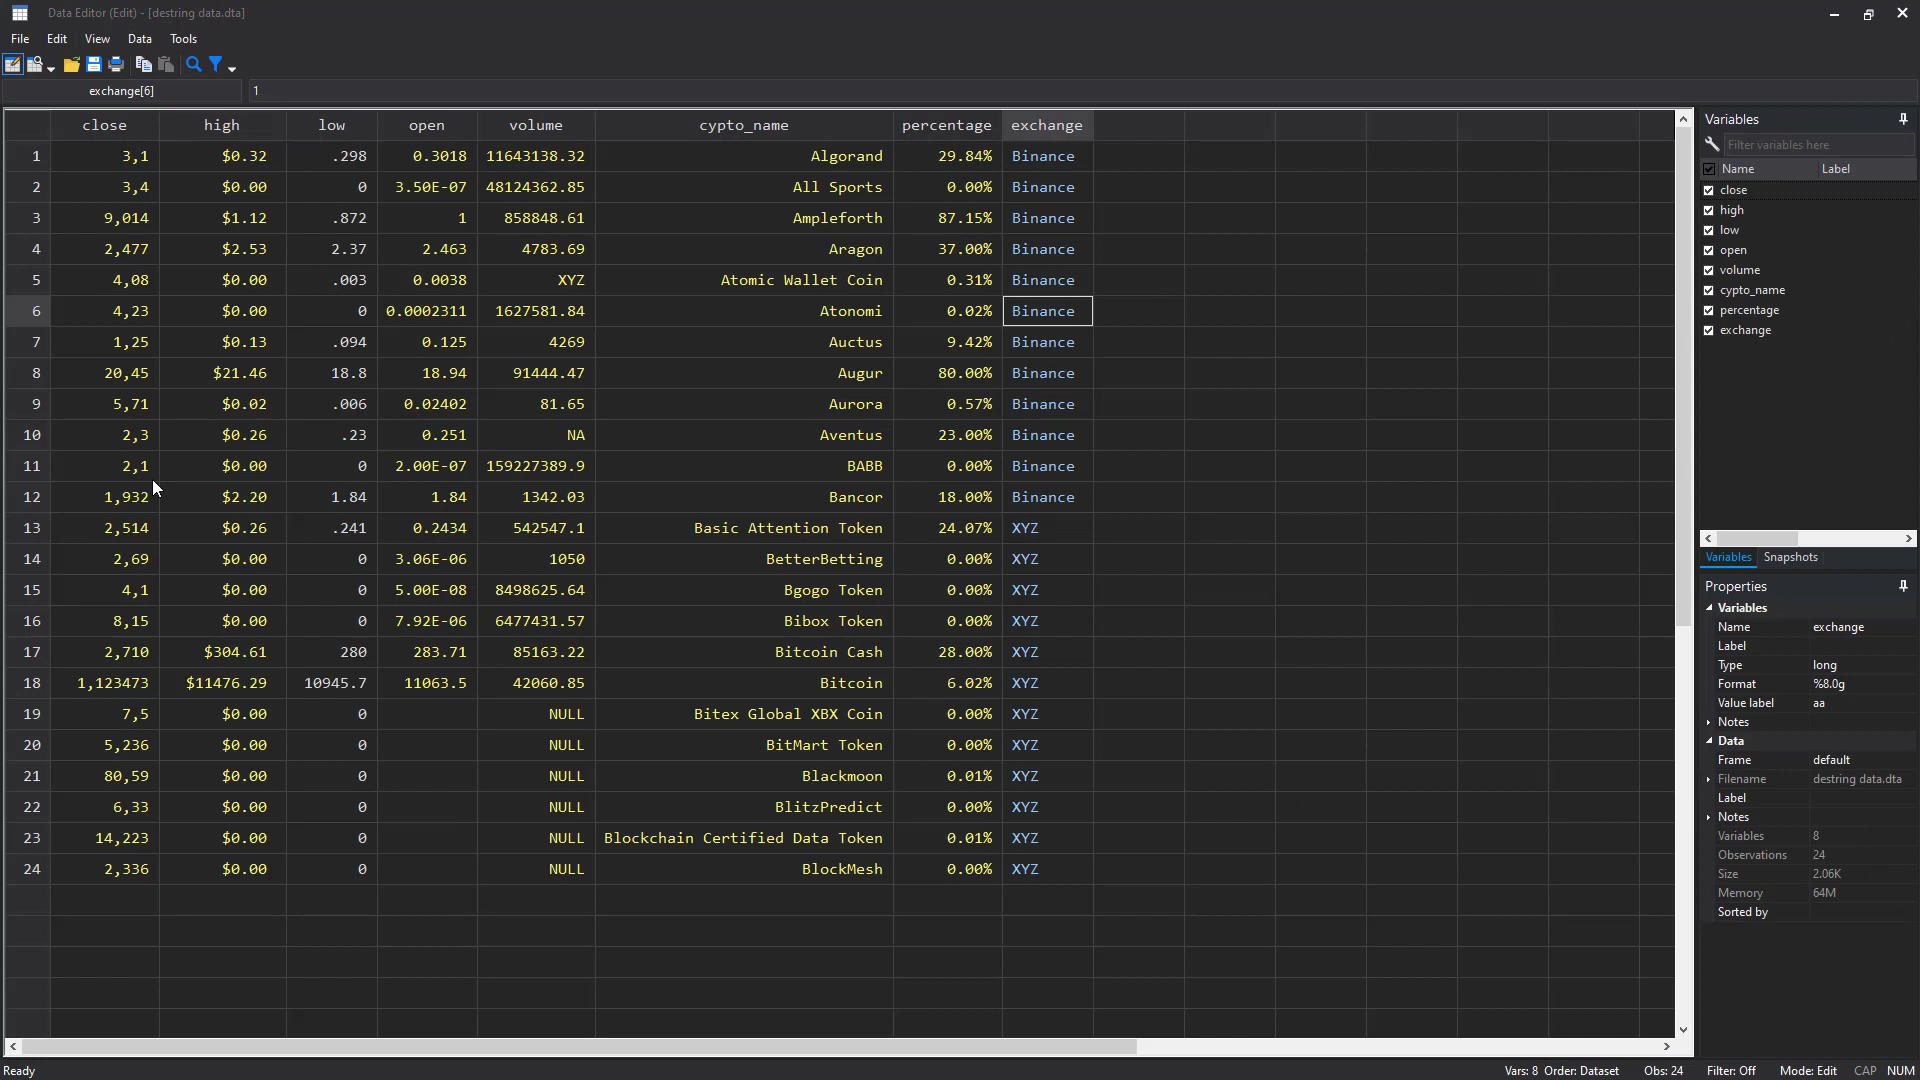 Data Editor (Edit) - [destring data.dta]
File Edit View Data Tools
exchange[6] 1
close high low open volume cypto_name percentage exchange
1 3,1 $0.32 .298 0.3018 11643138.32 Algorand 29.84% Binance
2 3,4 $0.00 0 3.50E-07 48124362.85 All Sports 0.00% Binance
3 9,014 $1.12 .872 1 858848.61 Ampleforth 87.15% Binance
4 2,477 $2.53 2.37 2.463 4783.69 Aragon 37.00% Binance
5 4,08 $0.00 .003 0.0038 XYZ Atomic Wallet Coin 0.31% Binance
6 4,23 $0.00 0 0.0002311 1627581.84 Atonomi 0.02% Binance
7 1,25 $0.13 .094 0.125 4269 Auctus 9.42% Binance
8 20,45 $21.46 18.8 18.94 91444.47 Augur 80.00% Binance
9 5,71 $0.02 .006 0.02402 81.65 Aurora 0.57% Binance
10 2,3 $0.26 .23 0.251 NA Aventus 23.00% Binance
11 2,1 $0.00 0 2.00E-07 159227389.9 BABB 0.00% Binance
12 1,932 $2.20 1.84 1.84 1342.03 Bancor 18.00% Binance
13 2,514 $0.26 .241 0.2434 542547.1 Basic Attention Token 24.07% XYZ
14 2,69 $0.00 0 3.06E-06 1050 BetterBetting 0.00% XYZ
15 4,1 $0.00 0 5.00E-08 8498625.64 Bgogo Token 0.00% XYZ
16 8,15 $0.00 0 7.92E-06 6477431.57 Bibox Token 0.00% XYZ
17 2,710 $304.61 280 283.71 85163.22 Bitcoin Cash 28.00% XYZ
18 1,123473 $11476.29 10945.7 11063.5 42060.85 Bitcoin 6.02% XYZ
19 7,5 $0.00 0 NULL Bitex Global XBX Coin 0.00% XYZ
20 5,236 $0.00 0 NULL BitMart Token 0.00% XYZ
21 80,59 $0.00 0 NULL Blackmoon 0.01% XYZ
22 6,33 $0.00 0 NULL BlitzPredict 0.00% XYZ
23 14,223 $0.00 0 NULL Blockchain Certified Data Token 0.01% XYZ
24 2,336 $0.00 0 NULL BlockMesh 0.00% XYZ
Variables
Filter variables here
Name Label
close
high
low
open
volume
cypto_name
percentage
exchange
Variables Snapshots
Properties
Variables
Name exchange
Label
Type long
Format %8.0g
Value label aa
Notes
Data
Frame default
Filename destring data.dta
Label
Notes
Variables 8
Observations 24
Size 2.06K
Memory 64M
Sorted by
Ready Vars: 8 Order: Dataset Obs: 24 Filter: Off Mode: Edit CAP NUM